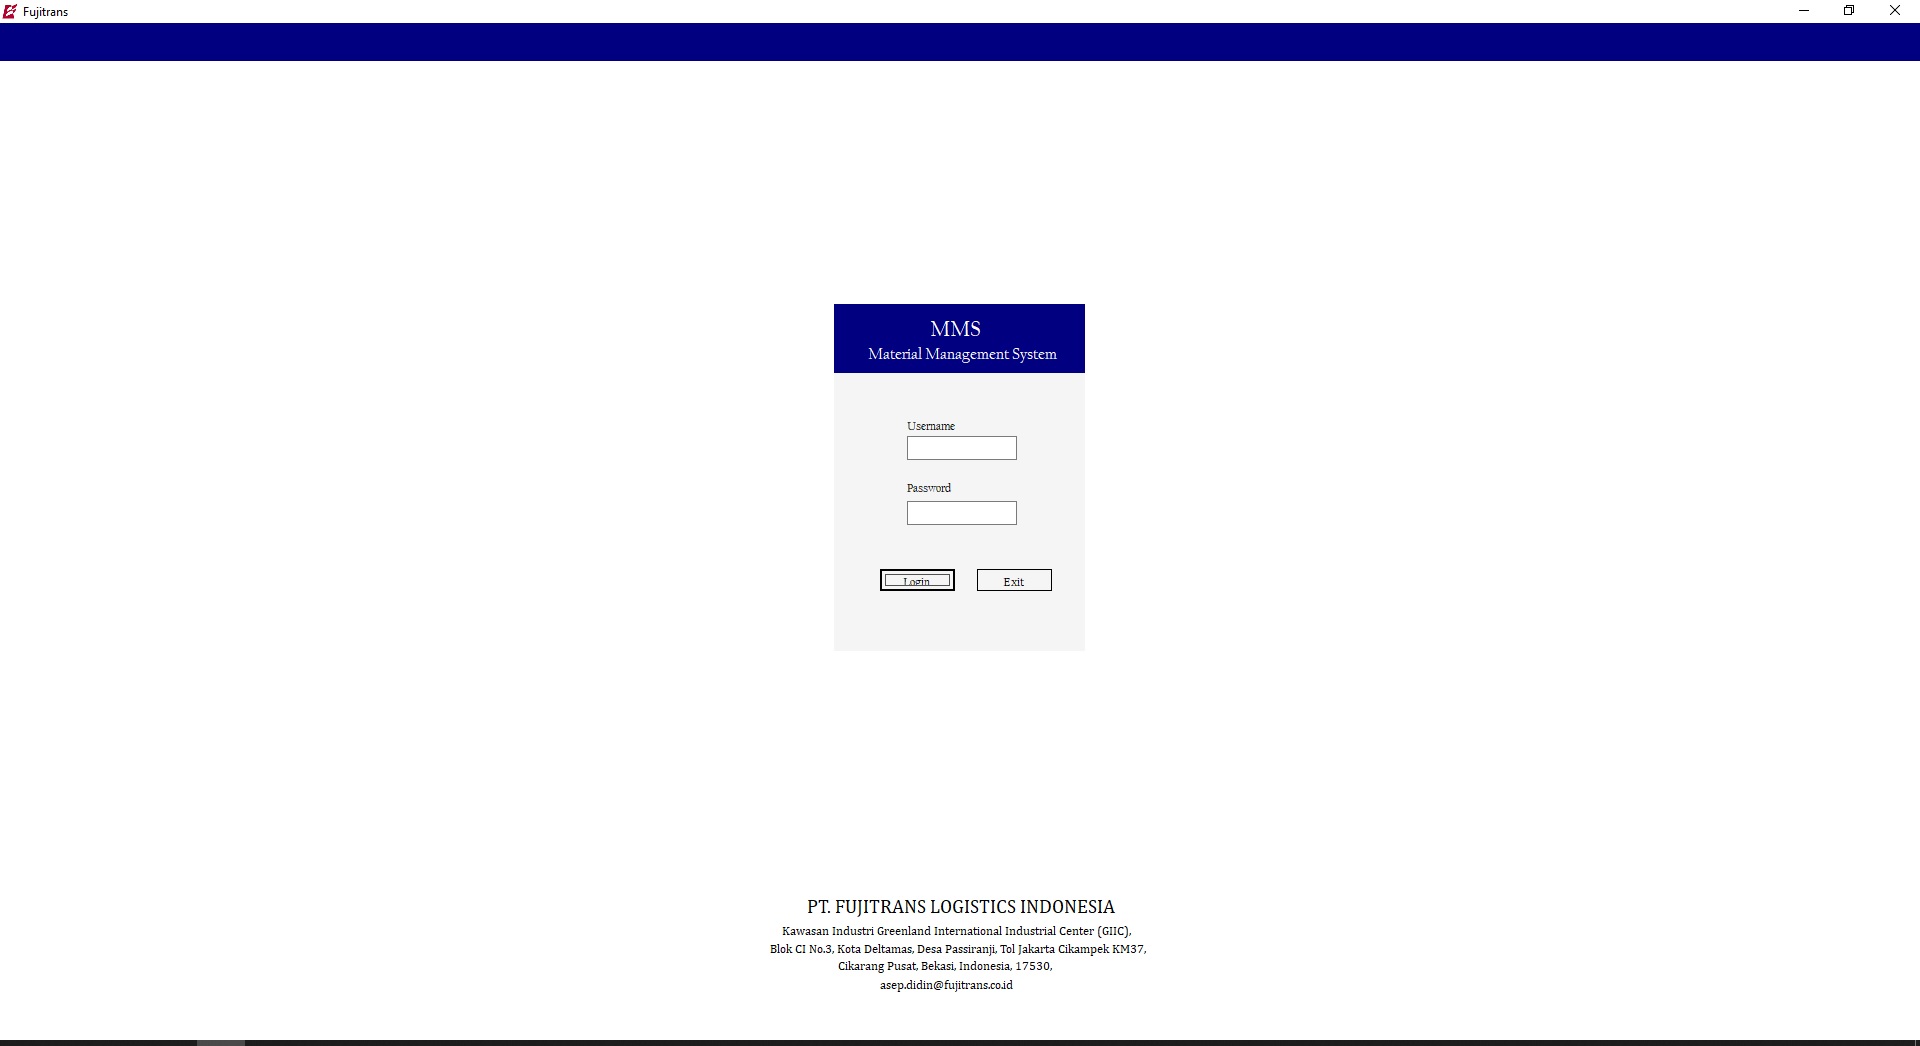 Fujitrans
MMS
Material Management System
Username
Password
Login
Exit
PT. FUJITRANS LOGISTICS INDONESIA
Kawasan Industri Greenland International Industrial Center (GIIC),
Blok CI No.3, Kota Deltamas, Desa Passiranji, Tol Jakarta Cikampek KM37,
Cikarang Pusat, Bekasi, Indonesia, 17530,
asep.didin@fujitrans.co.id